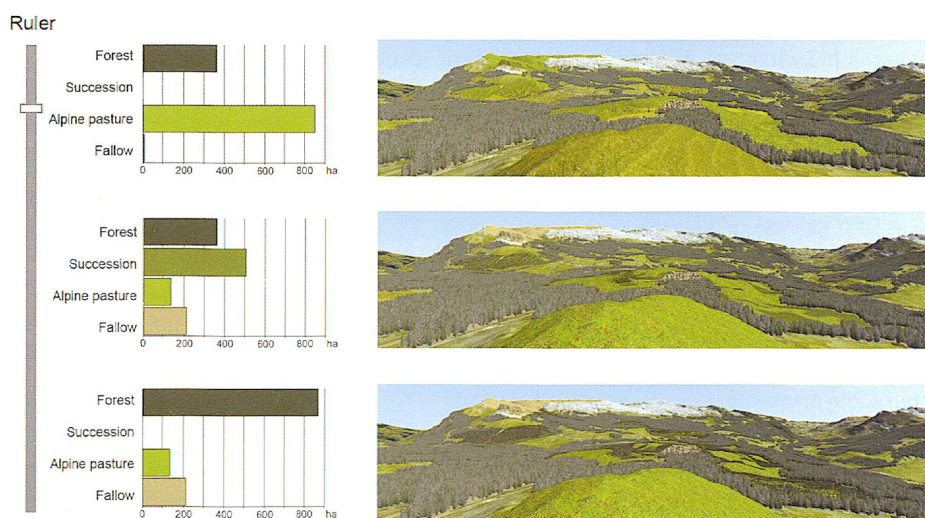 Ruler
Forest
Succession
Alpine pasture
Fallow
0 200 400 600 800 ha
Forest
Succession
Alpine pasture
Fallow
0 200 400 600 800 ha
Forest
Succession
Alpine pasture
Fallow
0 200 400 600 800 ha